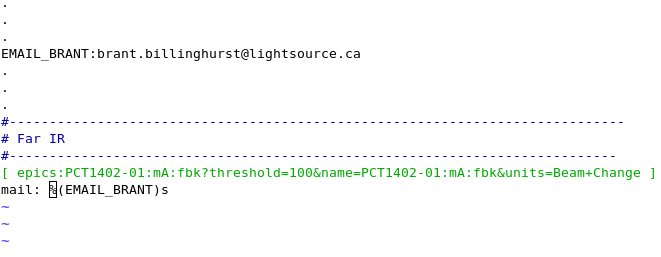 .
.
.
EMAIL_BRANT:brant.billinghurst@lightsource.ca
.
.
.
#------------------------------------------------------------------------------
# Far IR
#-----------------------------------------------------------------------------
[ epics:PCT1402-01:mA:fbk?threshold=100&name=PCT1402-01:mA:fbk&units=Beam+Change ]
mail: %(EMAIL_BRANT)s
~
~
~